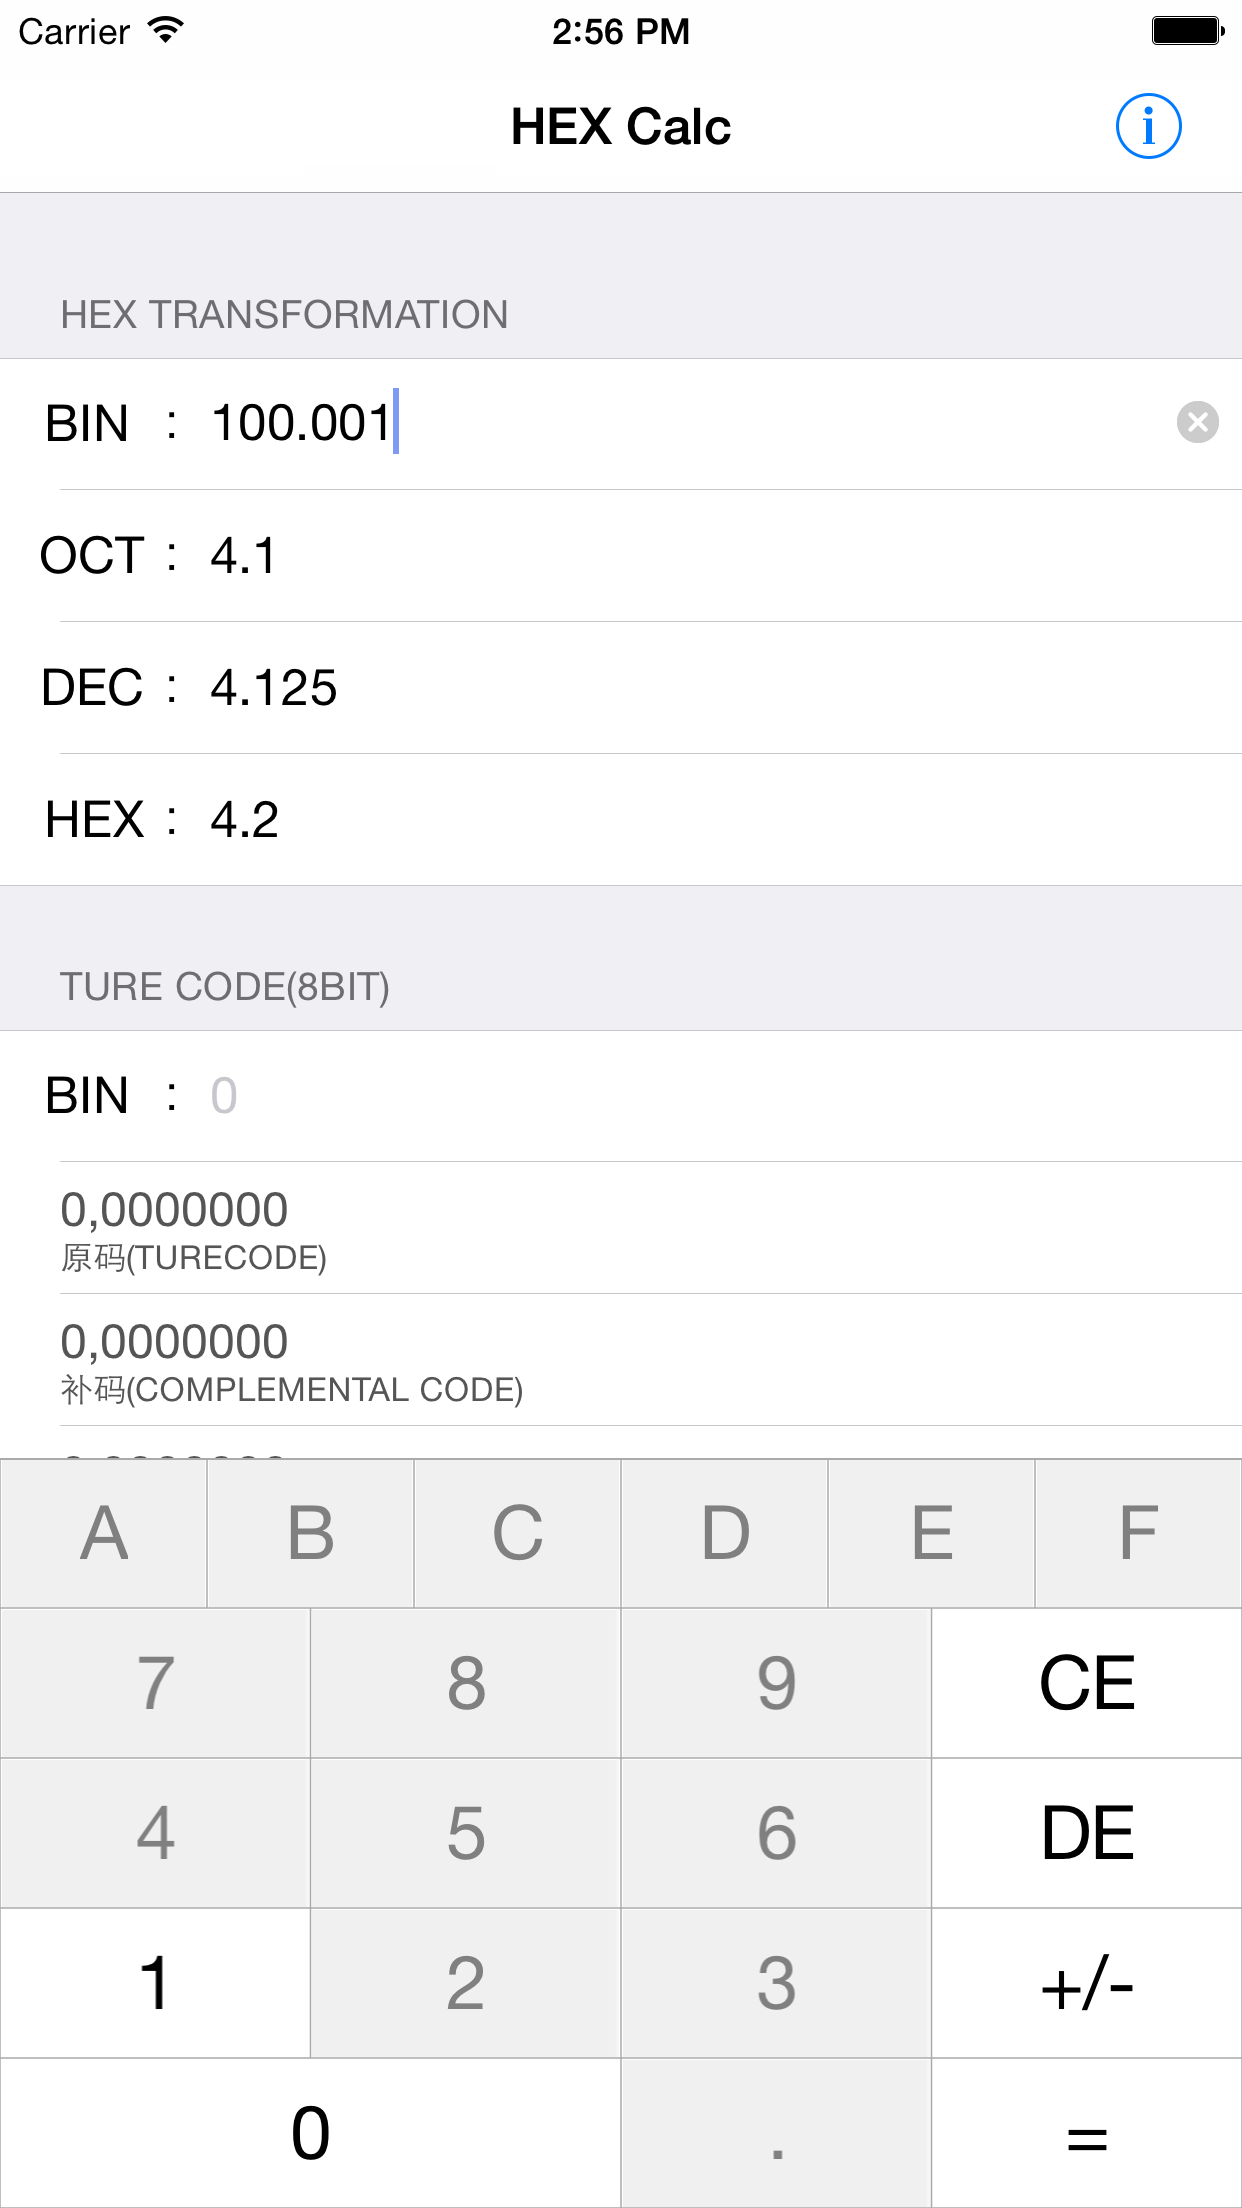 Carrier 2:56 PM
HEX Calc
HEX TRANSFORMATION
BIN : 100.001
OCT : 4.1
DEC : 4.125
HEX : 4.2
TURE CODE(8BIT)
BIN : 0
0,0000000
原码(TURECODE)
0,0000000
补码(COMPLEMENTAL CODE)
A B C D E F
7 8 9 CE
4 5 6 DE
1 2 3 +/-
0 . =